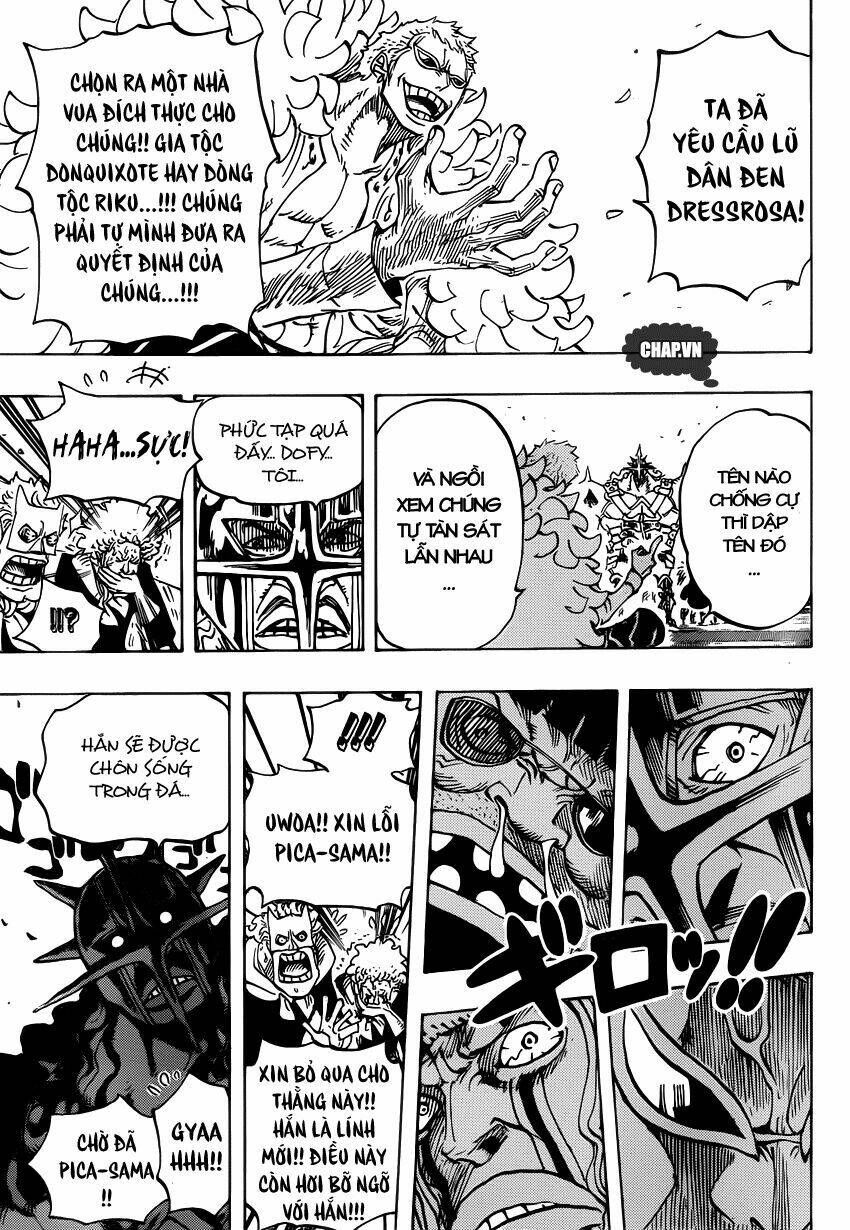 TA ĐÃ
YÊU CẦU LŨ
DÂN ĐEN
DRESSROSA!
CHỌN RA MỘT NHÀ
VUA ĐÍCH THỰC CHO
CHÚNG!! GIA TỘC
DONQUIXOTE HAY DÒNG
TỘC RIKU...!!! CHÚNG
PHẢI TỰ MÌNH ĐƯA RA
QUYẾT ĐỊNH CỦA
CHÚNG...!!!
CHAP.VN
TÊN NÀO
CHỐNG CỰ
THÌ DẬP
TÊN ĐÓ
...
VÀ NGỒI
XEM CHÚNG
TỰ TÀN SÁT
LẪN NHAU
...
PHỨC TẠP QUÁ
ĐẤY... DOFY...
TÔI...
HAHA...SỰC!
!!?
ギロッ!!
!!!
UWOA!! XIN LỖI
PICA-SAMA!!
XIN BỎ QUA CHO
THẰNG NÀY!!
HẮN LÀ LÍNH
MỚI!! ĐIỀU NÀY
CÒN HƠI BỠ NGỠ
VỚI HẮN!!!
HẮN SẼ ĐƯỢC
CHÔN SỐNG
TRONG ĐÁ...
GYAA
HHH!!
CHỜ ĐÃ
PICA-SAMA
!!